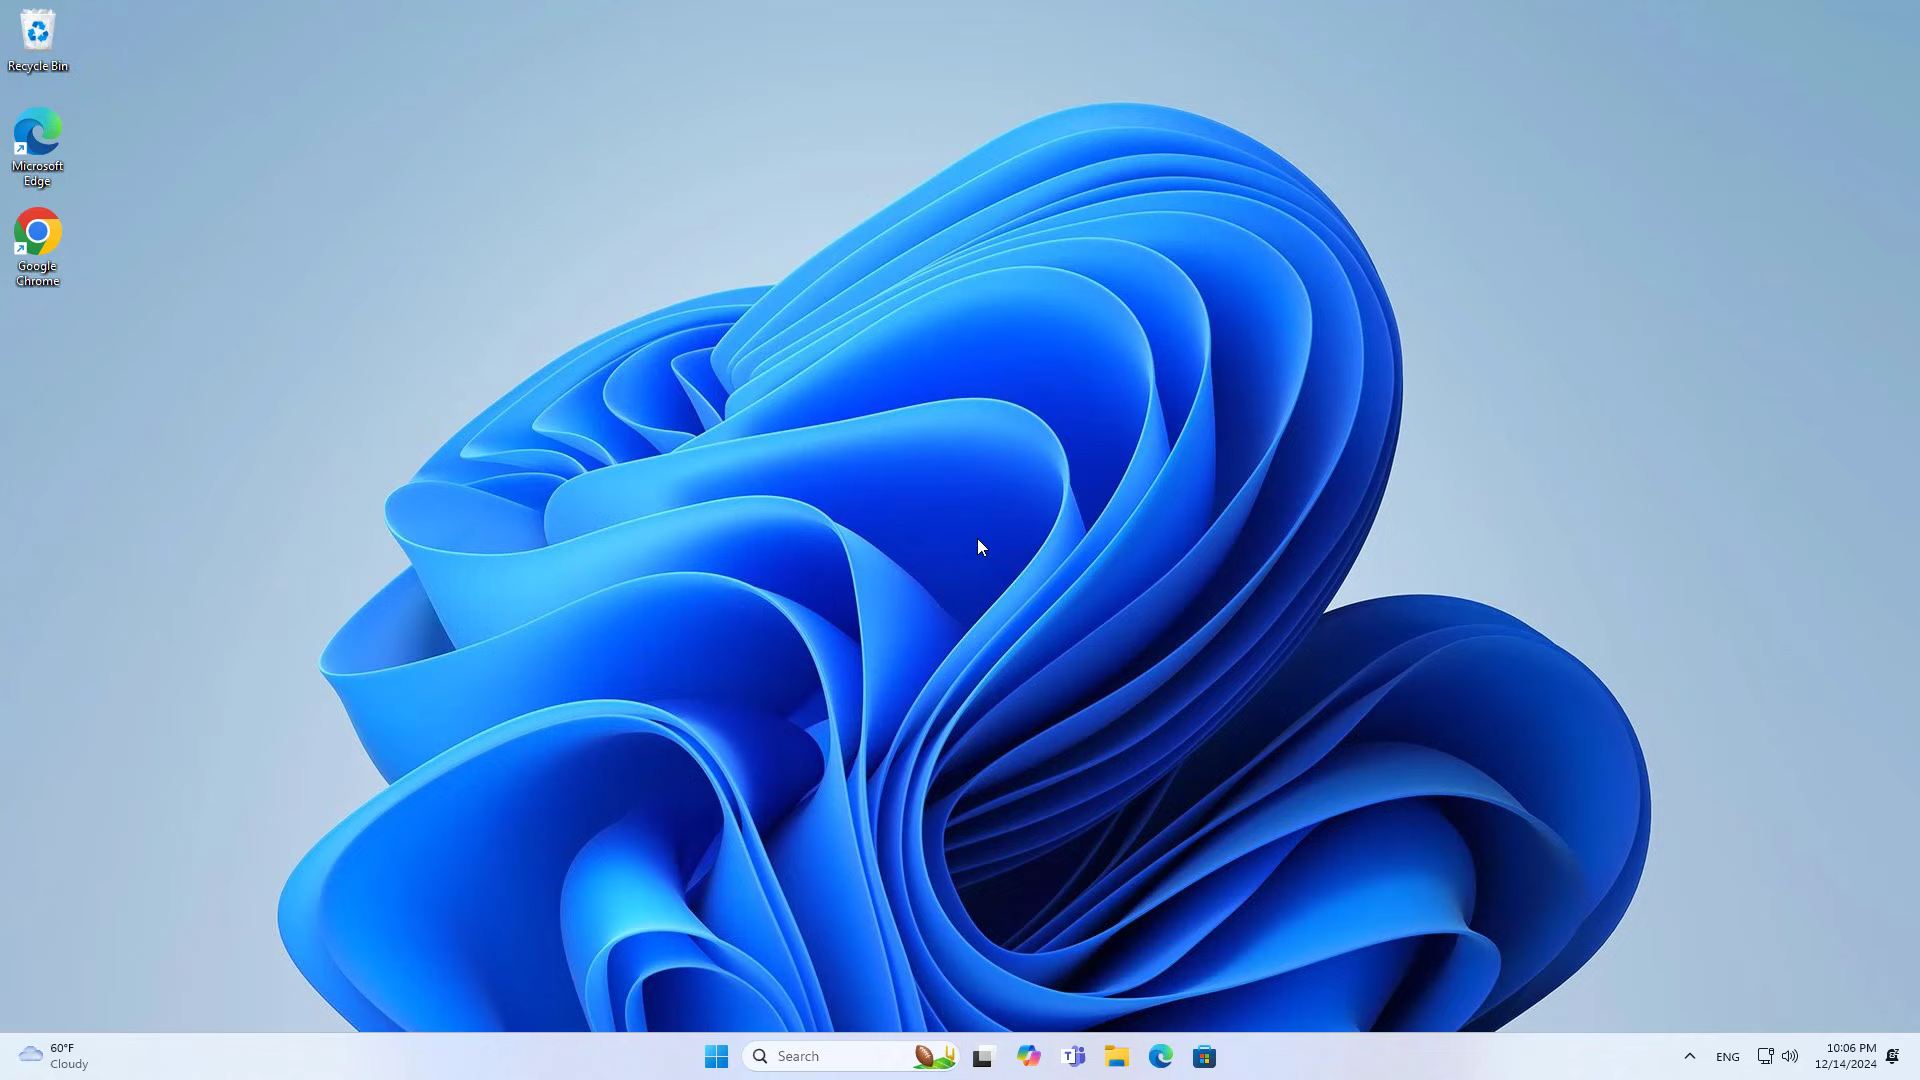 Recycle Bin
Microsoft
Edge
Google
Chrome
60°F
Cloudy
Search
ENG
10:06 PM
12/14/2024